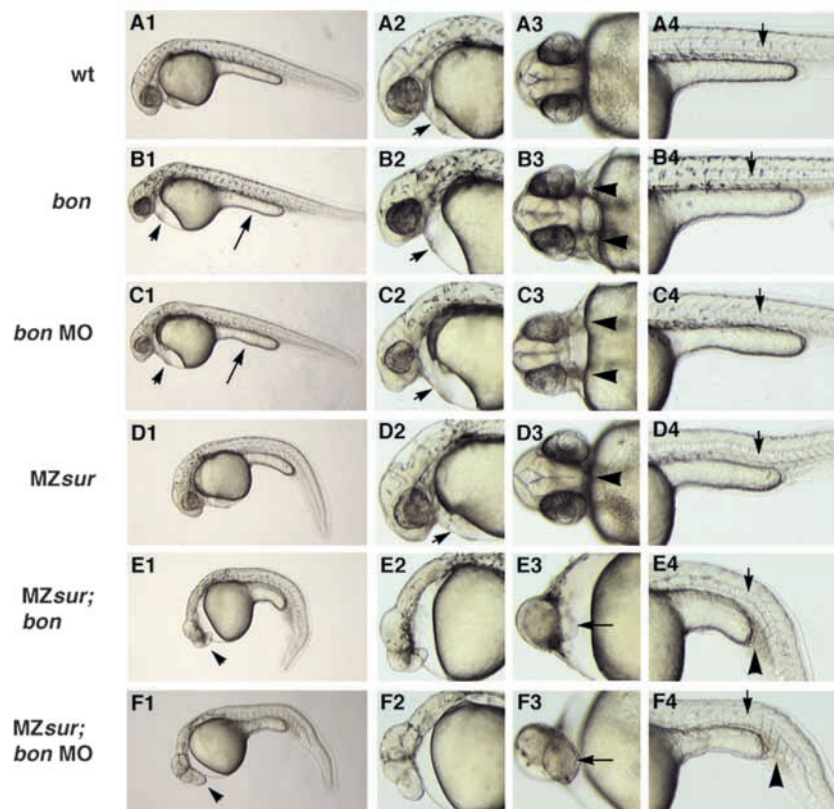 A1 A2 A3 A4
wt
B1 B2 B3 B4
bon
C1 C2 C3 C4
bon MO
D1 D2 D3 D4
MZsur
E1 E2 E3 E4
MZsur;
bon
F1 F2 F3 F4
MZsur;
bon MO